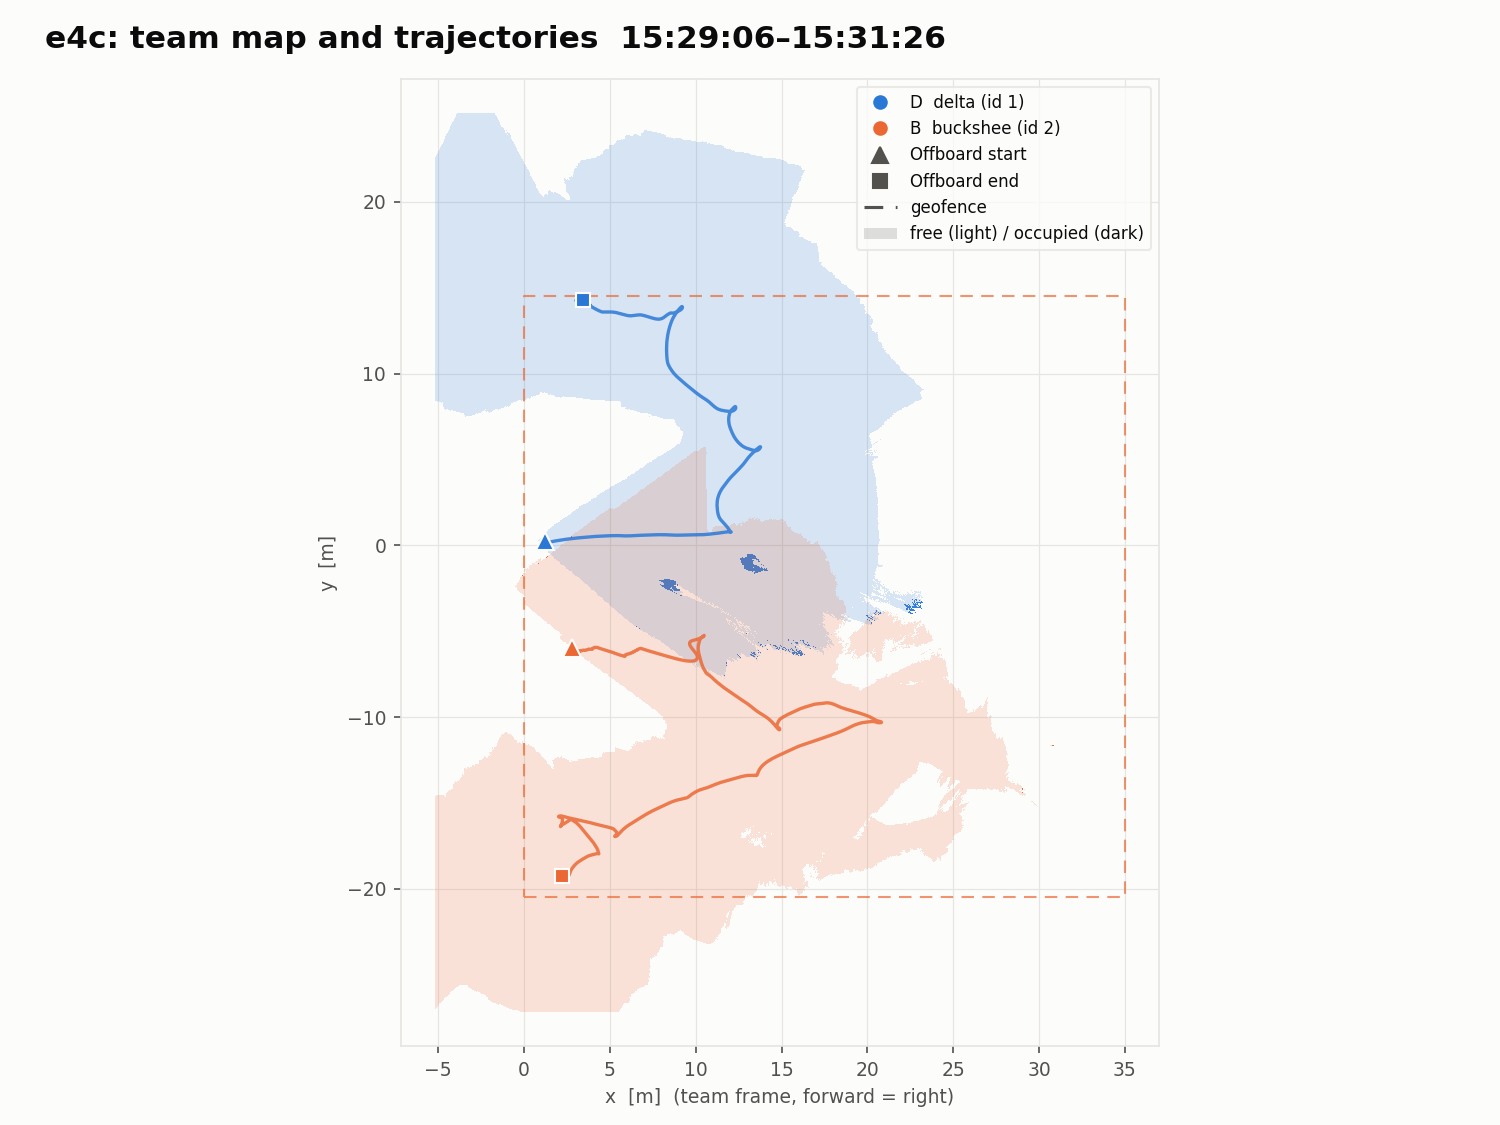 e4c: team map and trajectories  15:29:06–15:31:26
D  delta (id 1)
B  buckshee (id 2)
Offboard start
Offboard end
geofence
free (light) / occupied (dark)
20
10
0
−10
−20
y  [m]
−5
0
5
10
15
20
25
30
35
x  [m]  (team frame, forward = right)